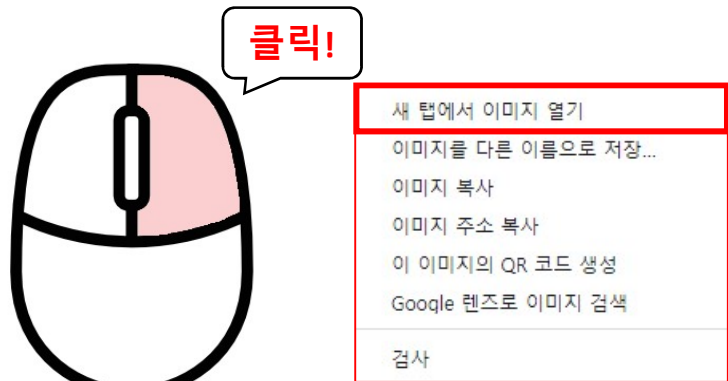 클릭!
새 탭에서 이미지 열기
이미지를 다른 이름으로 저장...
이미지 복사
이미지 주소 복사
이 이미지의 QR 코드 생성
Google 렌즈로 이미지 검색
검사